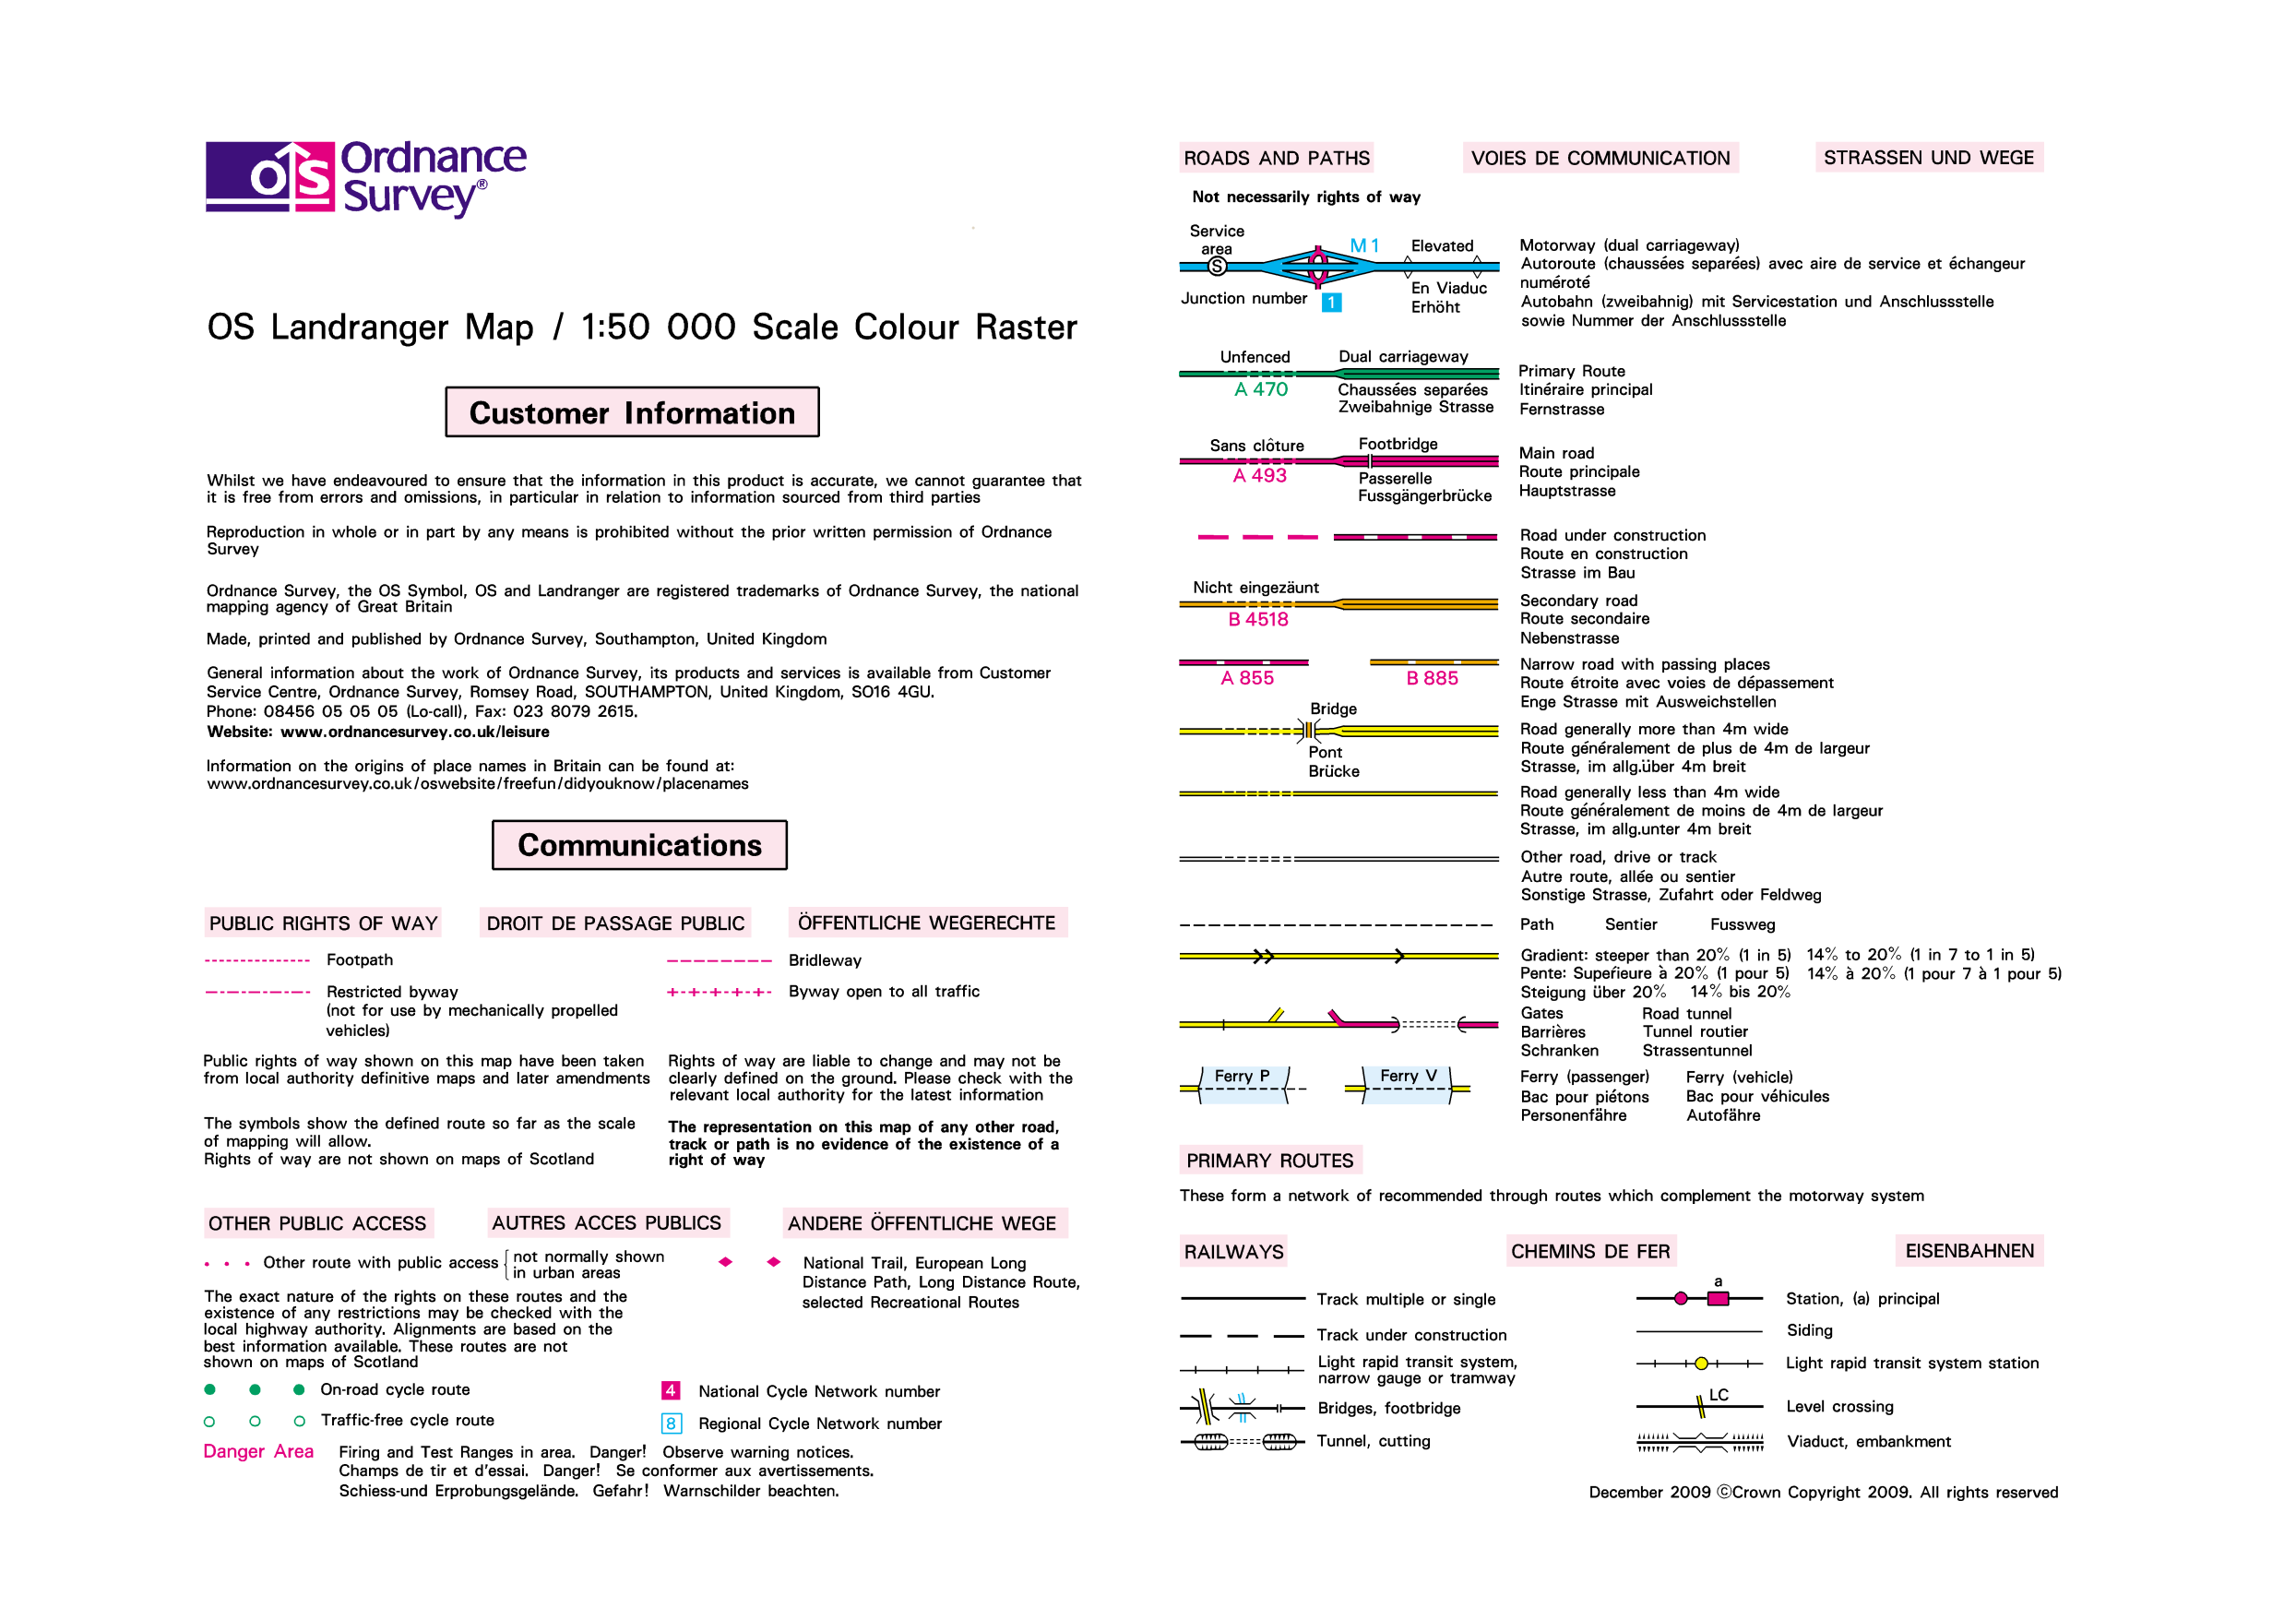 Ordnance
Survey®
OS Landranger Map / 1:50 000 Scale Colour Raster
Customer Information
Whilst we have endeavoured to ensure that the information in this product is accurate, we cannot guarantee that
it is free from errors and omissions, in particular in relation to information sourced from third parties
Reproduction in whole or in part by any means is prohibited without the prior written permission of Ordnance
Survey
Ordnance Survey, the OS Symbol, OS and Landranger are registered trademarks of Ordnance Survey, the national
mapping agency of Great Britain
Made, printed and published by Ordnance Survey, Southampton, United Kingdom
General information about the work of Ordnance Survey, its products and services is available from Customer
Service Centre, Ordnance Survey, Romsey Road, SOUTHAMPTON, United Kingdom, SO16 4GU.
Phone: 08456 05 05 05 (Lo-call), Fax: 023 8079 2615.
Website: www.ordnancesurvey.co.uk/leisure
Information on the origins of place names in Britain can be found at:
www.ordnancesurvey.co.uk/oswebsite/freefun/didyouknow/placenames
Communications
PUBLIC RIGHTS OF WAY DROIT DE PASSAGE PUBLIC ÖFFENTLICHE WEGERECHTE
Footpath
Bridleway
Restricted byway
(not for use by mechanically propelled
vehicles)
Byway open to all traffic
Public rights of way shown on this map have been taken
from local authority definitive maps and later amendments
The symbols show the defined route so far as the scale
of mapping will allow.
Rights of way are not shown on maps of Scotland
Rights of way are liable to change and may not be
clearly defined on the ground. Please check with the
relevant local authority for the latest information
The representation on this map of any other road,
track or path is no evidence of the existence of a
right of way
OTHER PUBLIC ACCESS AUTRES ACCES PUBLICS ANDERE ÖFFENTLICHE WEGE
Other route with public access
not normally shown
in urban areas
The exact nature of the rights on these routes and the
existence of any restrictions may be checked with the
local highway authority. Alignments are based on the
best information available. These routes are not
shown on maps of Scotland
National Trail, European Long
Distance Path, Long Distance Route,
selected Recreational Routes
On-road cycle route
4 National Cycle Network number
Traffic-free cycle route
8 Regional Cycle Network number
Danger Area Firing and Test Ranges in area. Danger! Observe warning notices.
Champs de tir et d'essai. Danger! Se conformer aux avertissements.
Schiess-und Erprobungsgelände. Gefahr! Warnschilder beachten.
ROADS AND PATHS VOIES DE COMMUNICATION STRASSEN UND WEGE
Not necessarily rights of way
Service
area
S
M 1
Elevated
Junction number 1
En Viaduc
Erhöht
Motorway (dual carriageway)
Autoroute (chaussées separées) avec aire de service et échangeur
numéroté
Autobahn (zweibahnig) mit Servicestation und Anschlussstelle
sowie Nummer der Anschlussstelle
Unfenced
A 470
Dual carriageway
Chaussées separées
Zweibahnige Strasse
Primary Route
Itinéraire principal
Fernstrasse
Sans clôture
A 493
Footbridge
Passerelle
Fussgängerbrücke
Main road
Route principale
Hauptstrasse
Road under construction
Route en construction
Strasse im Bau
Nicht eingezäunt
B 4518
Secondary road
Route secondaire
Nebenstrasse
A 855
B 885
Narrow road with passing places
Route étroite avec voies de dépassement
Enge Strasse mit Ausweichstellen
Bridge
Pont
Brücke
Road generally more than 4m wide
Route généralement de plus de 4m de largeur
Strasse, im allg.über 4m breit
Road generally less than 4m wide
Route généralement de moins de 4m de largeur
Strasse, im allg.unter 4m breit
Other road, drive or track
Autre route, allée ou sentier
Sonstige Strasse, Zufahrt oder Feldweg
Path Sentier Fussweg
Gradient: steeper than 20% (1 in 5) 14% to 20% (1 in 7 to 1 in 5)
Pente: Supeŕieure à 20% (1 pour 5) 14% à 20% (1 pour 7 à 1 pour 5)
Steigung über 20% 14% bis 20%
Gates Road tunnel
Barrières Tunnel routier
Schranken Strassentunnel
Ferry P
Ferry V
Ferry (passenger) Ferry (vehicle)
Bac pour piétons Bac pour véhicules
Personenfähre Autofähre
PRIMARY ROUTES
These form a network of recommended through routes which complement the motorway system
RAILWAYS CHEMINS DE FER EISENBAHNEN
Track multiple or single
a
Station, (a) principal
Track under construction
Siding
Light rapid transit system,
narrow gauge or tramway
Light rapid transit system station
Bridges, footbridge
LC
Level crossing
Tunnel, cutting
Viaduct, embankment
December 2009 ©Crown Copyright 2009. All rights reserved